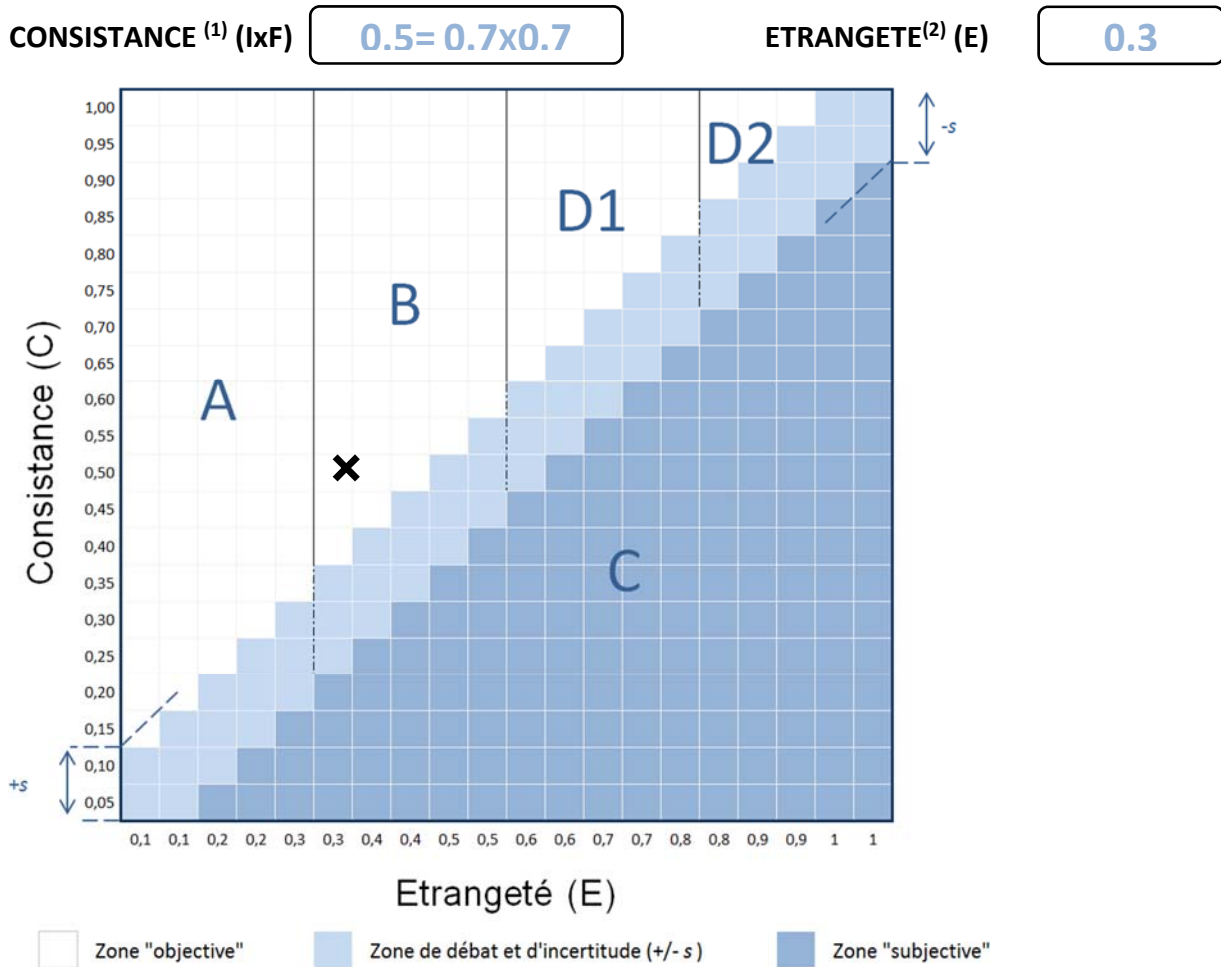 CONSISTANCE (1) (IxF) 0.5= 0.7x0.7 ETRANGETE(2) (E) 0.3
1,00
-s
0,95
D2
0,90
0,85
D1
0,80
0,75
B
0,70
0,65
0,60
A
0,55
0,50
0,45
0,40
0,35
C
0,30
0,25
0,20
0,15
0,10
+s
0,05
Consistance (C)
0,1 0,1 0,2 0,2 0,3 0,3 0,4 0,4 0,5 0,5 0,6 0,6 0,7 0,7 0,8 0,8 0,9 0,9 1 1
Etrangeté (E)
Zone "objective" Zone de débat et d'incertitude (+/- s) Zone "subjective"